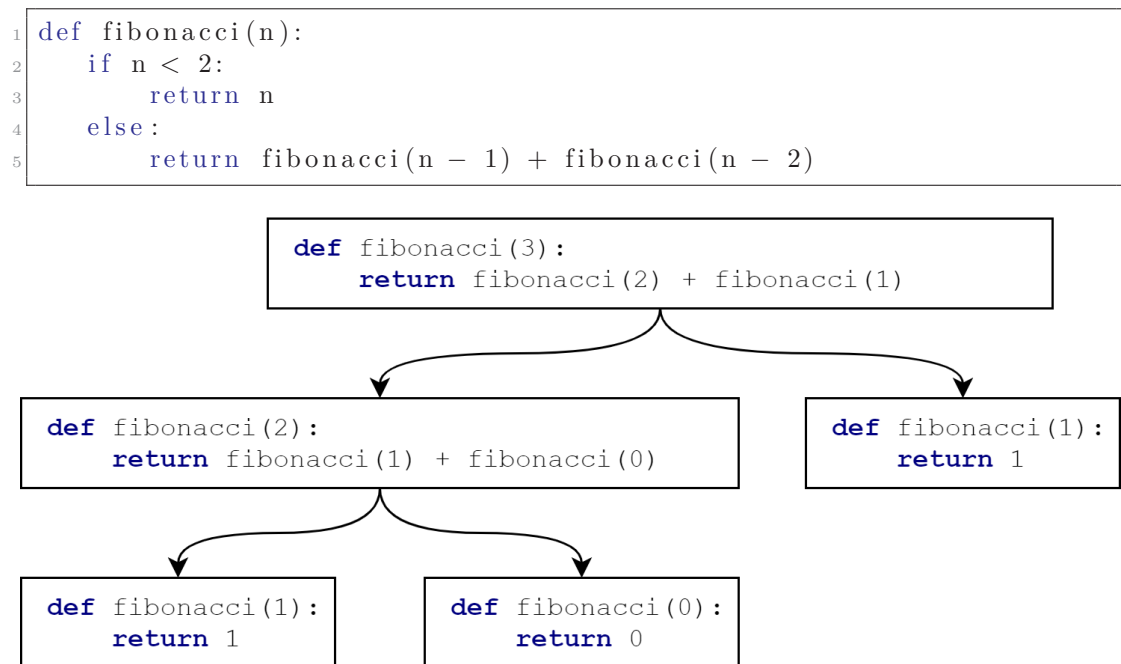 1 def fibonacci(n):
2     if n < 2:
3         return n
4     else:
5         return fibonacci(n - 1) + fibonacci(n - 2)
def fibonacci(3):
    return fibonacci(2) + fibonacci(1)
def fibonacci(2):
    return fibonacci(1) + fibonacci(0)
def fibonacci(1):
    return 1
def fibonacci(1):
    return 1
def fibonacci(0):
    return 0